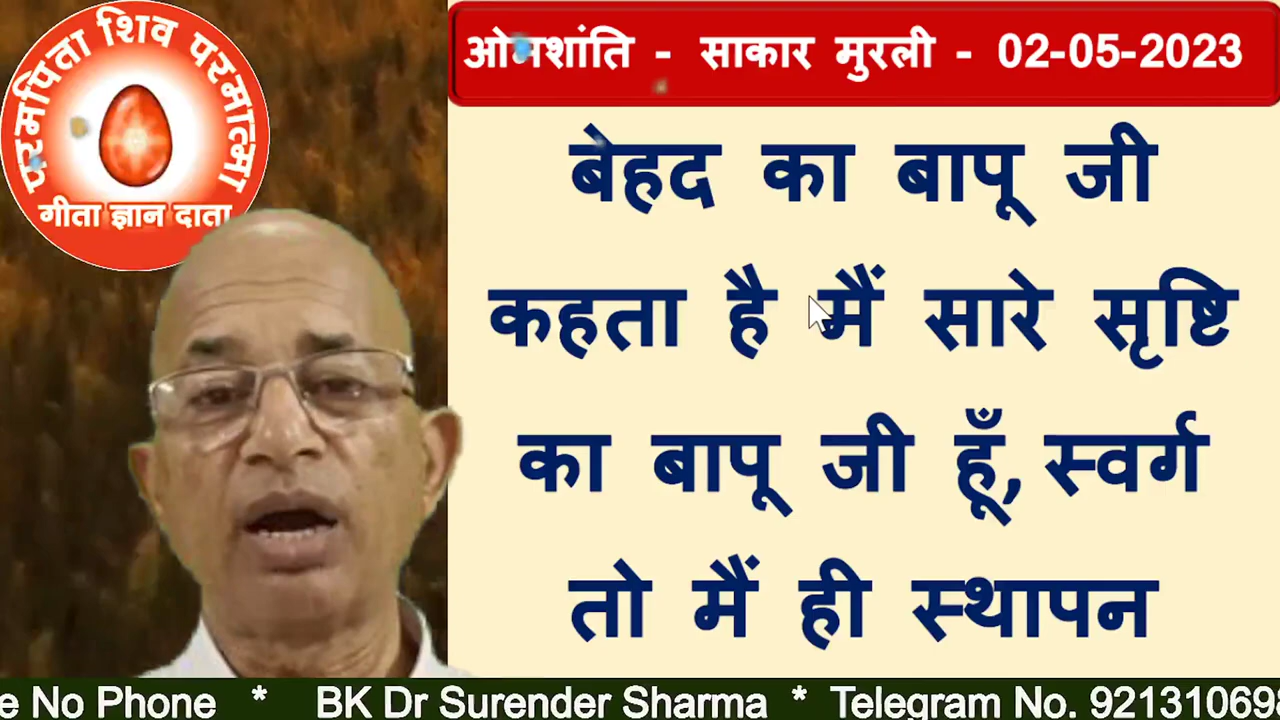 परमपिता शिव परमात्मा
गीता ज्ञान दाता
ओमशांति - साकार मुरली - 02-05-2023
बेहद का बापू जी
कहता है मैं सारे सृष्टि
का बापू जी हूँ, स्वर्ग
तो मैं ही स्थापन
No Phone * BK Dr Surender Sharma * Telegram No.